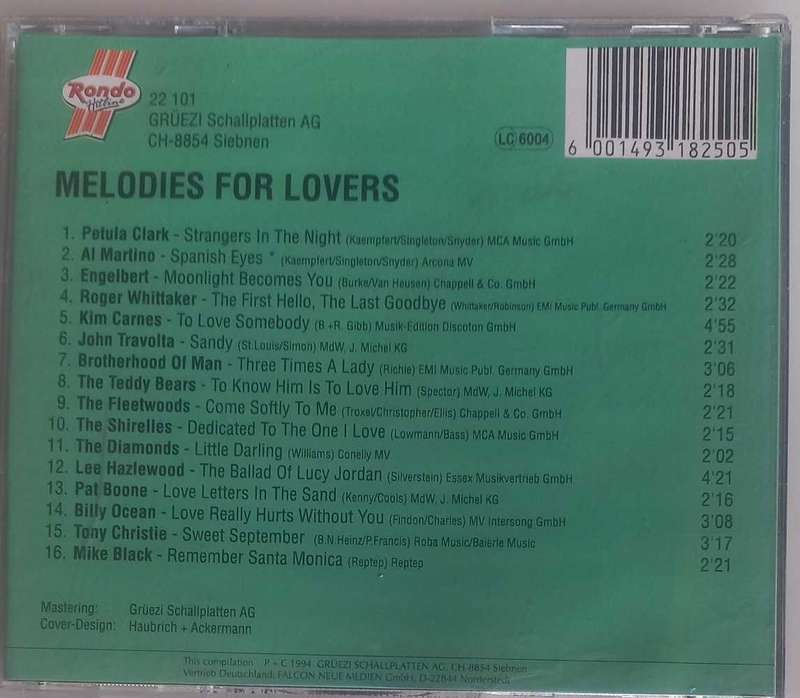 Rondo
Hitline
22 101
GRÜEZI Schallplatten AG
CH-8854 Siebnen
LC 6004
6 001493 182505
MELODIES FOR LOVERS
1. Petula Clark - Strangers In The Night (Kaempfert/Singleton/Snyder) MCA Music GmbH 2'20
2. Al Martino - Spanish Eyes * (Kaempfert/Singleton/Snyder) Arcona MV 2'28
3. Engelbert - Moonlight Becomes You (Burke/Van Heusen) Chappell & Co. GmbH 2'22
4. Roger Whittaker - The First Hello, The Last Goodbye (Whittaker/Robinson) EMI Music Publ. Germany GmbH 2'32
5. Kim Carnes - To Love Somebody (B.+R. Gibb) Musik-Edition Discoton GmbH 4'55
6. John Travolta - Sandy (St.Louis/Simon) MdW, J. Michel KG 2'31
7. Brotherhood Of Man - Three Times A Lady (Richie) EMI Music Publ. Germany GmbH 3'06
8. The Teddy Bears - To Know Him Is To Love Him (Spector) MdW, J. Michel KG 2'18
9. The Fleetwoods - Come Softly To Me (Troxel/Christopher/Ellis) Chappell & Co. GmbH 2'21
10. The Shirelles - Dedicated To The One I Love (Lowmann/Bass) MCA Music GmbH 2'15
11. The Diamonds - Little Darling (Williams) Conelly MV 2'02
12. Lee Hazlewood - The Ballad Of Lucy Jordan (Silverstein) Essex Musikvertrieb GmbH 4'21
13. Pat Boone - Love Letters In The Sand (Kenny/Cools) MdW, J. Michel KG 2'16
14. Billy Ocean - Love Really Hurts Without You (Findon/Charles) MV Intersong GmbH 3'08
15. Tony Christie - Sweet September (B.N.Heinz/P.Francis) Roba Music/Baierle Music 3'17
16. Mike Black - Remember Santa Monica (Reptep) Reptep 2'21
Mastering: Grüezi Schallplatten AG
Cover-Design: Haubrich + Ackermann
This compilation P + C 1994 GRÜEZI SCHALLPLATTEN AG, CH-8854 Siebnen
Vertrieb Deutschland: FALCON NEUE MEDIEN GmbH, D-22844 Norderstedt